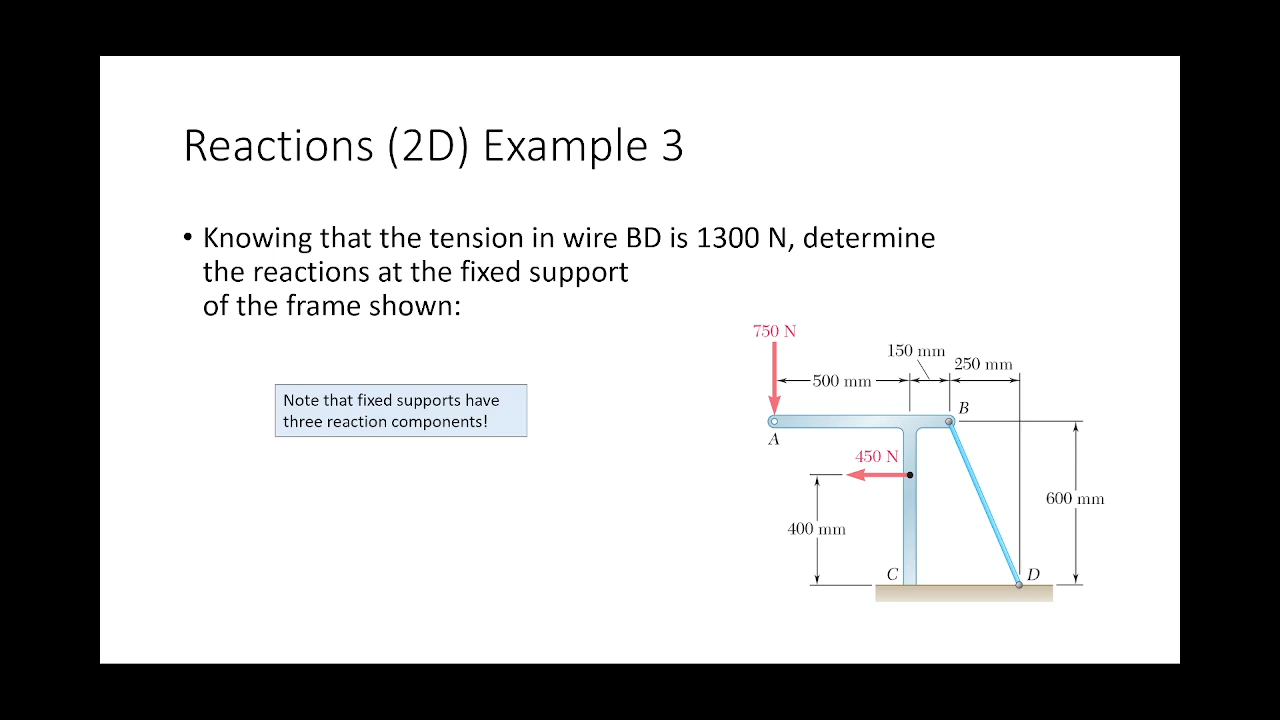 Reactions (2D) Example 3
• Knowing that the tension in wire BD is 1300 N, determine
the reactions at the fixed support
of the frame shown:
Note that fixed supports have
three reaction components!
750 N
150 mm
250 mm
500 mm
B
A
450 N
600 mm
400 mm
C
D